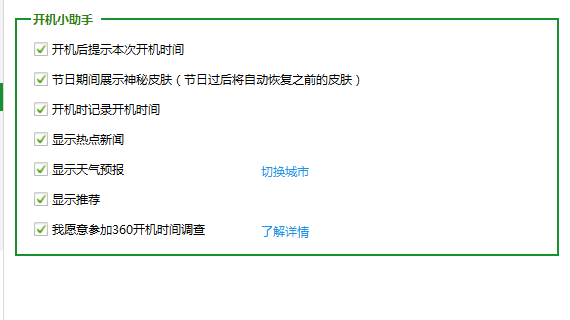 开机小助手
开机后提示本次开机时间
节日期间展示神秘皮肤（节日过后将自动恢复之前的皮肤）
开机时记录开机时间
显示热点新闻
显示天气预报 切换城市
显示推荐
我愿意参加360开机时间调查 了解详情